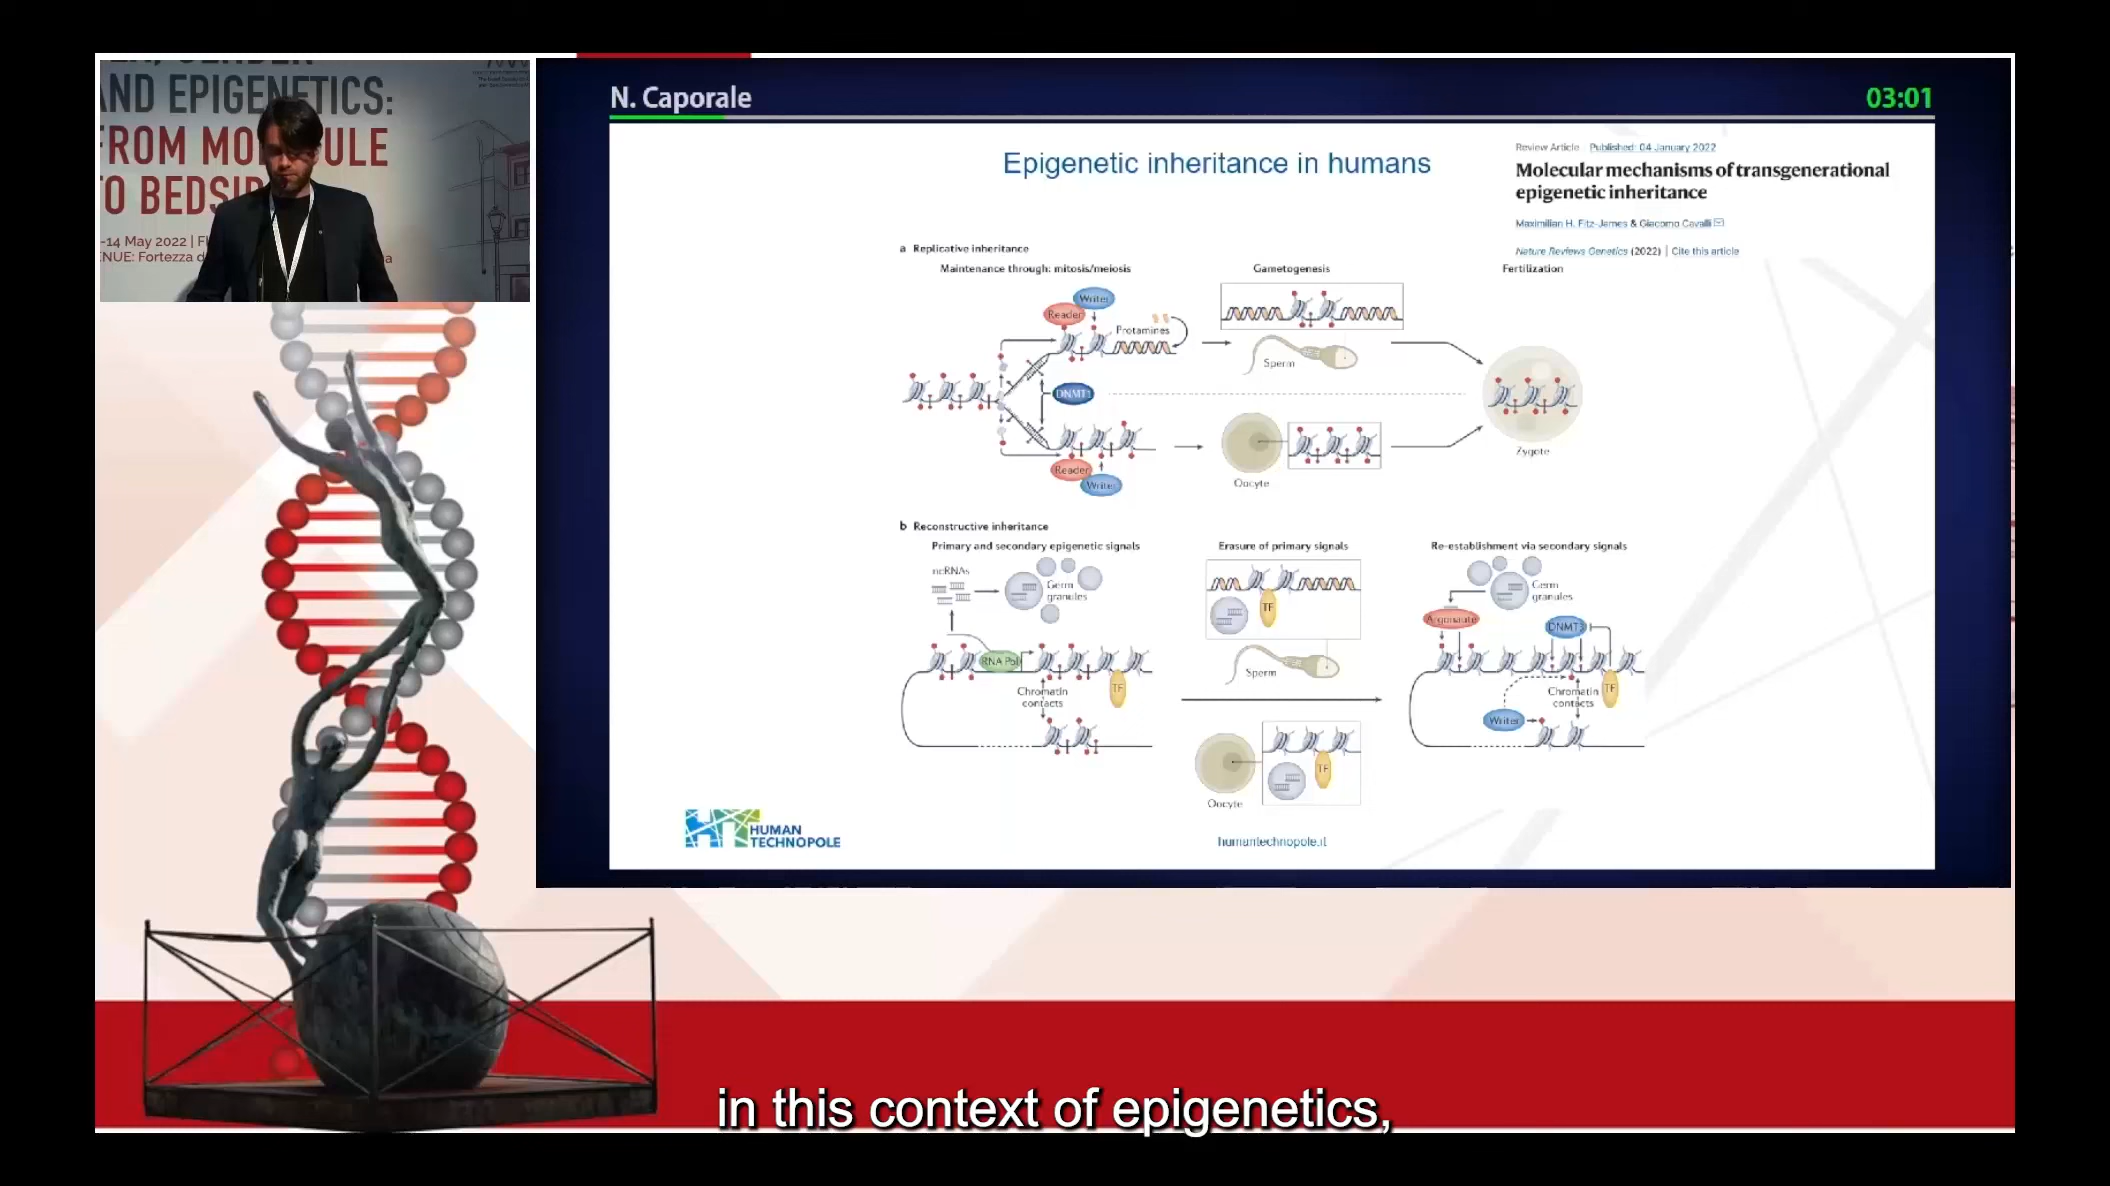 AND EPIGENETICS:
FROM MOLECULE
TO BEDSID
-14 May 2022 | F
NUE: Fortezza d
N. Caporale
03:01
Epigenetic inheritance in humans
Review Article Published: 04 January 2022
Molecular mechanisms of transgenerational
epigenetic inheritance
Maximilian H. Fitz-James & Giacomo Cavalli
Nature Reviews Genetics (2022) | Cite this article
a Replicative inheritance
Maintenance through: mitosis/meiosis
Gametogenesis
Fertilization
Writer
Reader
Protamines
Sperm
DNMT1
Reader
Writer
Oocyte
Zygote
b Reconstructive inheritance
Primary and secondary epigenetic signals
Erasure of primary signals
Re-establishment via secondary signals
ncRNAs
Germ
granules
TF
Germ
granules
Argonaute
DNMT3
RNA Pol
Sperm
Chromatin
contacts
TF
Chromatin
contacts
TF
Writer
TF
Oocyte
HUMAN
TECHNOPOLE
humantechnopole.it
in this context of epigenetics,